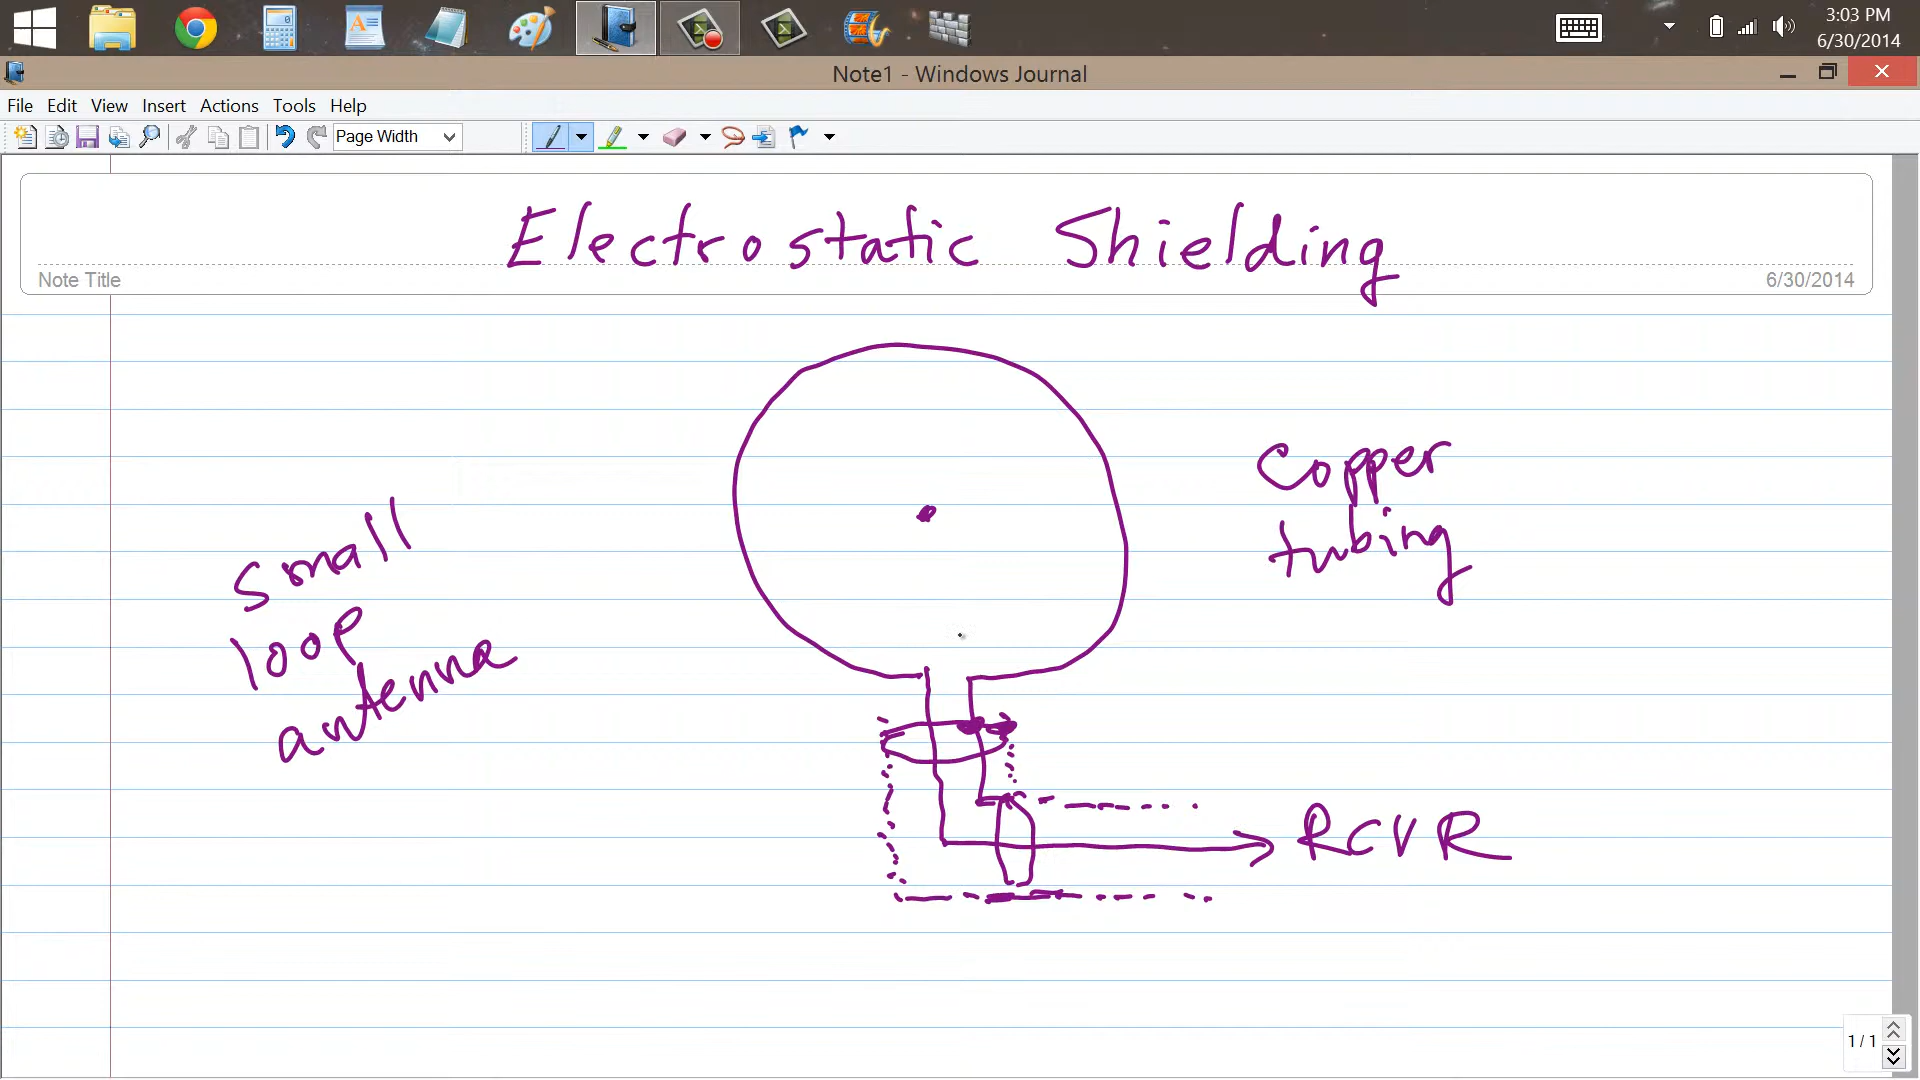 3:03 PM
6/30/2014
Note1 - Windows Journal
File Edit View Insert Actions Tools Help
Page Width
Electrostatic Shielding
Note Title
6/30/2014
Copper
tubing
small
loop
antenna
RCVR
1 / 1